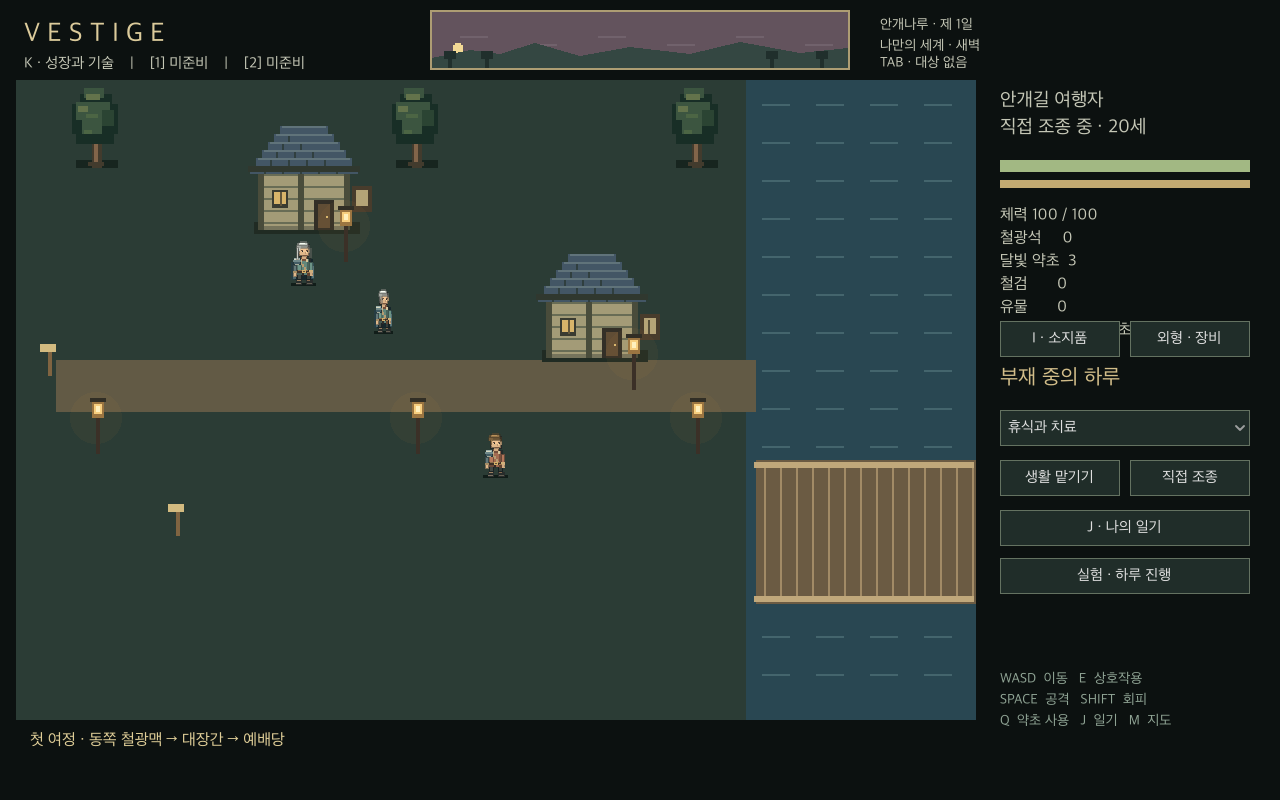 VESTIGE
K · 성장과 기술 | [1] 미준비 | [2] 미준비
안개나루 · 제 1일
나만의 세계 · 새벽
TAB · 대상 없음
안개길 여행자
직접 조종 중 · 20세
체력 100 / 100
철광석 0
달빛 약초 3
철검 0
유물 0
초
I · 소지품
외형 · 장비
부재 중의 하루
휴식과 치료
생활 맡기기
직접 조종
J · 나의 일기
실험 · 하루 진행
WASD 이동 E 상호작용
SPACE 공격 SHIFT 회피
Q 약초 사용 J 일기 M 지도
첫 여정 · 동쪽 철광맥 → 대장간 → 예배당